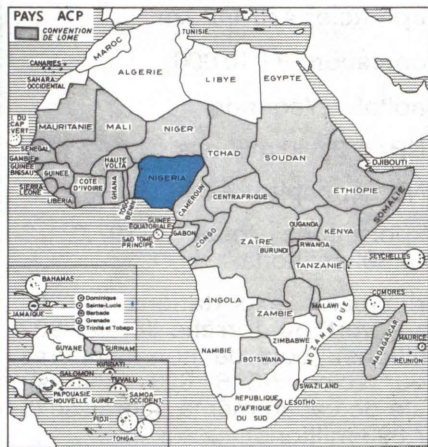 PAYS ACP
CONVENTION
DE LOME
TUNISIE
MAROC
CANARIES
SAHARA
OCCIDENTAL
ALGERIE
LIBYE
EGYPTE
I. DU
CAP
VERT
MAURITANIE
MALI
NIGER
TCHAD
SOUDAN
DJIBOUTI
SENEGAL
GAMBIE
GUINEE
BISSAUS
GUINEE
SIERRA
LEONE
LIBERIA
COTE
D'IVOIRE
HAUTE
VOLTA
GHANA
TOGO
BENIN
NIGERIA
CAMEROUN
CENTRAFRIQUE
ETHIOPIE
SOMALIE
GUINEE
EQUATORIALE
SAO TOME
PRINCIPE
GABON
CONGO
ZAÏRE
OUGANDA
KENYA
RWANDA
BURUNDI
TANZANIE
SEYCHELLES
COMORES
ANGOLA
ZAMBIE
MALAWI
MOZAMBIQUE
MADAGASCAR
MAURICE
REUNION
NAMIBIE
ZIMBABWE
BOTSWANA
SWAZILAND
LESOTHO
REPUBLIQUE
D'AFRIQUE
DU SUD
BAHAMAS
JAMAIQUE
Dominique
Sainte-Lucie
Barbade
Grenade
Trinité et Tobego
GUYANE
SURINAM
KIRIBATI
SALOMON
TUVALU
PAPOUASIE
NOUVELLE GUINEE
SAMOA
OCCIDENT.
FIDJI
TONGA